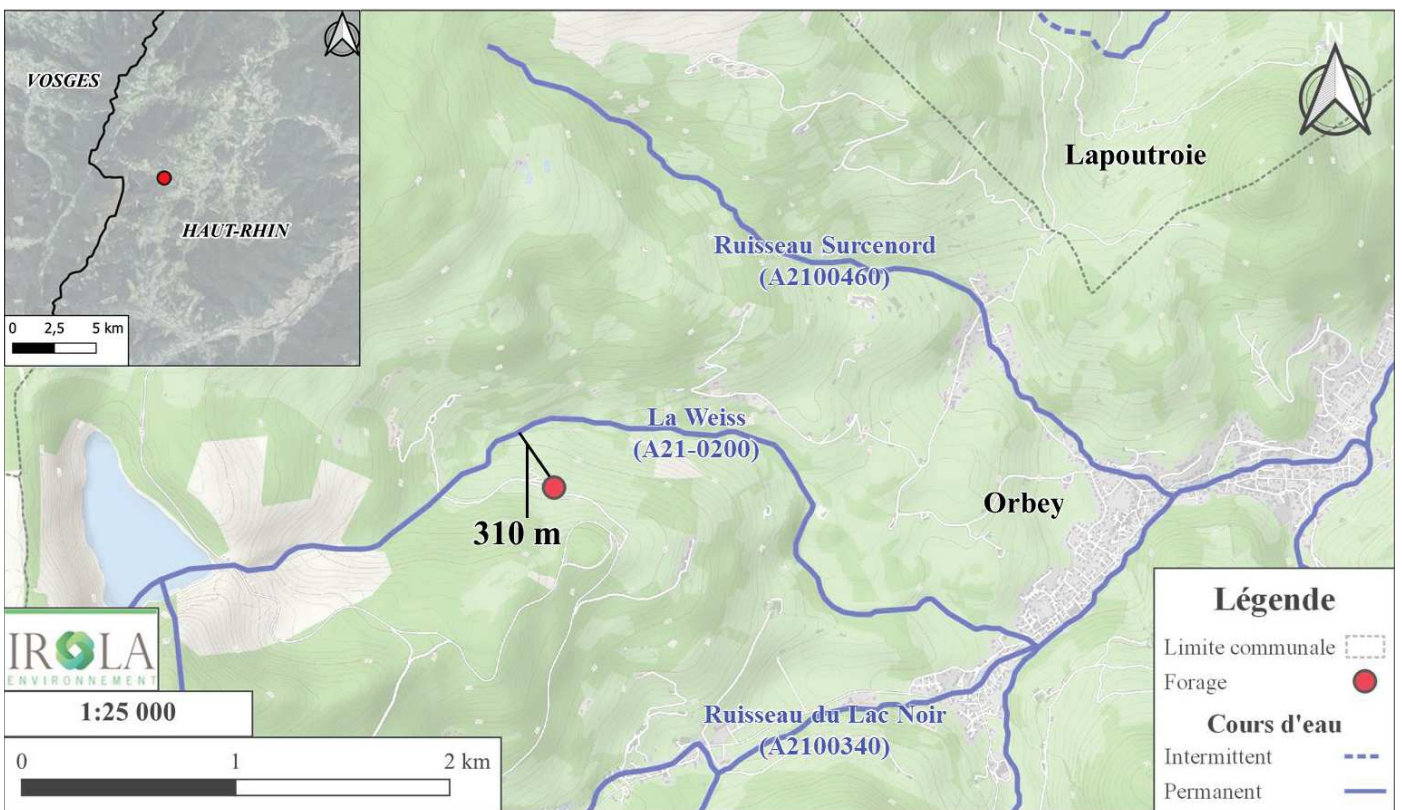 VOSGES
HAUT-RHIN
0 2,5 5 km
N
Lapoutroie
Ruisseau Surcenord
(A2100460)
La Weiss
(A21-0200)
Orbey
310 m
Ruisseau du Lac Noir
(A2100340)
IROLA
ENVIRONNEMENT
1:25 000
0 1 2 km
Légende
Limite communale
Forage
Cours d'eau
Intermittent
Permanent